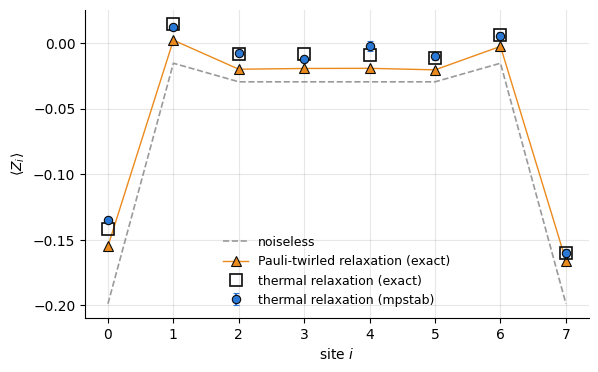 0.00
−0.05
−0.10
−0.15
−0.20
⟨Zᵢ⟩
noiseless
Pauli-twirled relaxation (exact)
thermal relaxation (exact)
thermal relaxation (mpstab)
0 1 2 3 4 5 6 7
site i